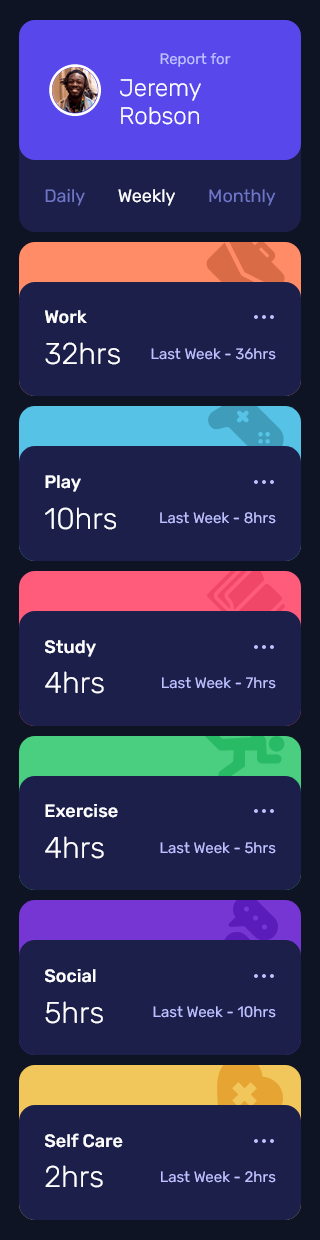 Report for
Jeremy
Robson
Daily Weekly Monthly
Work
32hrs Last Week - 36hrs
Play
10hrs Last Week - 8hrs
Study
4hrs Last Week - 7hrs
Exercise
4hrs Last Week - 5hrs
Social
5hrs Last Week - 10hrs
Self Care
2hrs Last Week - 2hrs